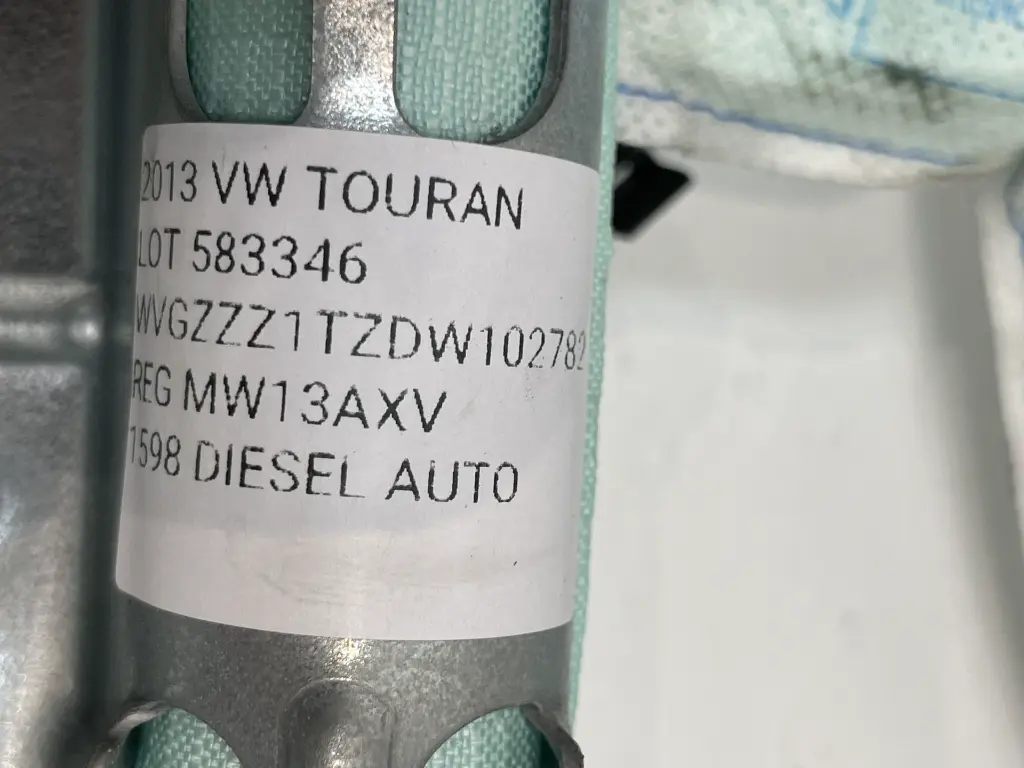 2013 VW TOURAN
LOT 583346
WVGZZZ1TZDW102782
REG MW13AXV
1598 DIESEL AUTO